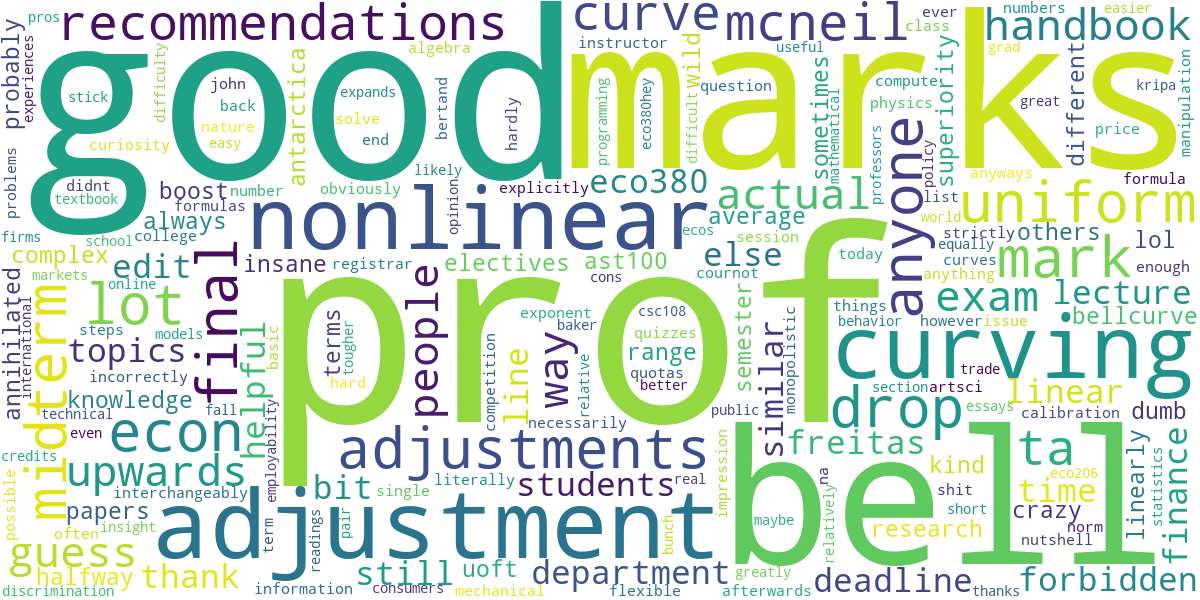 pros
recommendations
curve
mcneil
ever
numbers
easier
handbook
class
experiences
probably
difficulty
algebra
instructor
Wild
useful
grad
good
marks
john
expands
antarctica
stick
back
bertand
hardly
programming
eco380hey
question
sometimes
compute
physics
superiority
great
different
kripa
price
manipulation
nature
solve
easy
end
curiosity
difficult
mathematical
professors
anyone
policy
anyways
formula
problems
didnt
textbook
boost
number
formulas
obviously
likely
explicitly
opinion
eco380
actual
list
uniform
always
nonlinear
average
ecos
world
strictly
others
firms
school
college
session
else
today
equally
curves
mark
lol
complex
edit
insane
registrar
electives
ast100
cournot
cons
anything
enough
markets
online
final
people
prof
things
exam
lecture
annihilated
international
midterm
lot
steps
models
helpful
basic
terms
tougher
exponent
baker
csc108
quizzes
semester
behavior
however
issue
bellcurve
topics
competition
line
way
relative
range
similar
monopolistic
curving
incorrectly
hard
quotas
better
trade
section
artsci
linear
knowledge
technical
fall
employability
necessarily
public
drop
essays
calibration
dumb
even
econ
adjustments
freitas
ta
linearly
statistics
finance
credits
upwards
literally
real
impression
na
kind
eco206
possible
interchangeably
bit
single
students
bell
maybe
relatively
shit
time
short
papers
adjustment
crazy
norm
often
insight
term
readings
pair
bunch
research
nutshell
guess
halfway
thank
still
uoft
department
greatly
deadline
forbidden
discrimination
information
consumers
mechanical
flexible
afterwards
thanks